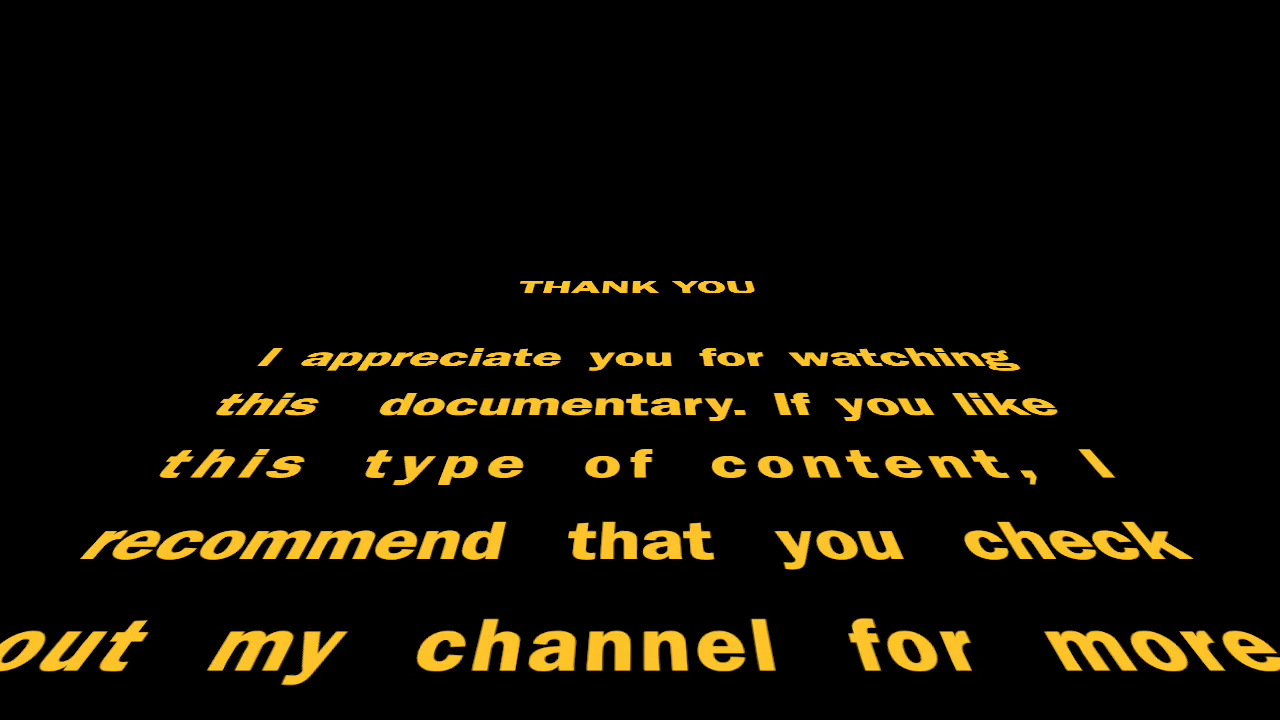 THANK YOU
I appreciate you for watching
this documentary. If you like
this type of content, I
recommend that you check
out my channel for more